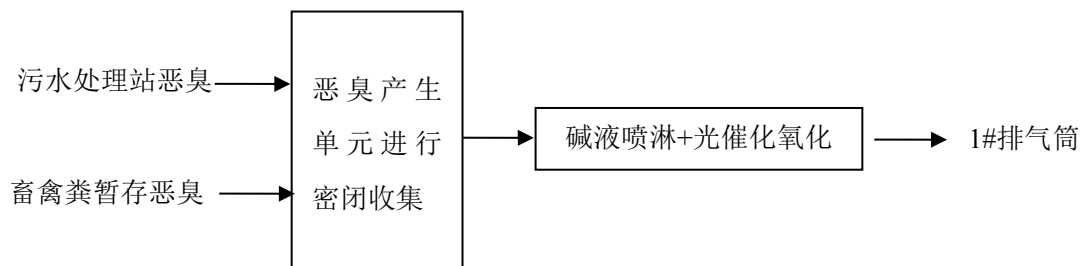 污水处理站恶臭
畜禽粪暂存恶臭
恶臭产生
单元进行
密闭收集
碱液喷淋+光催化氧化
1#排气筒